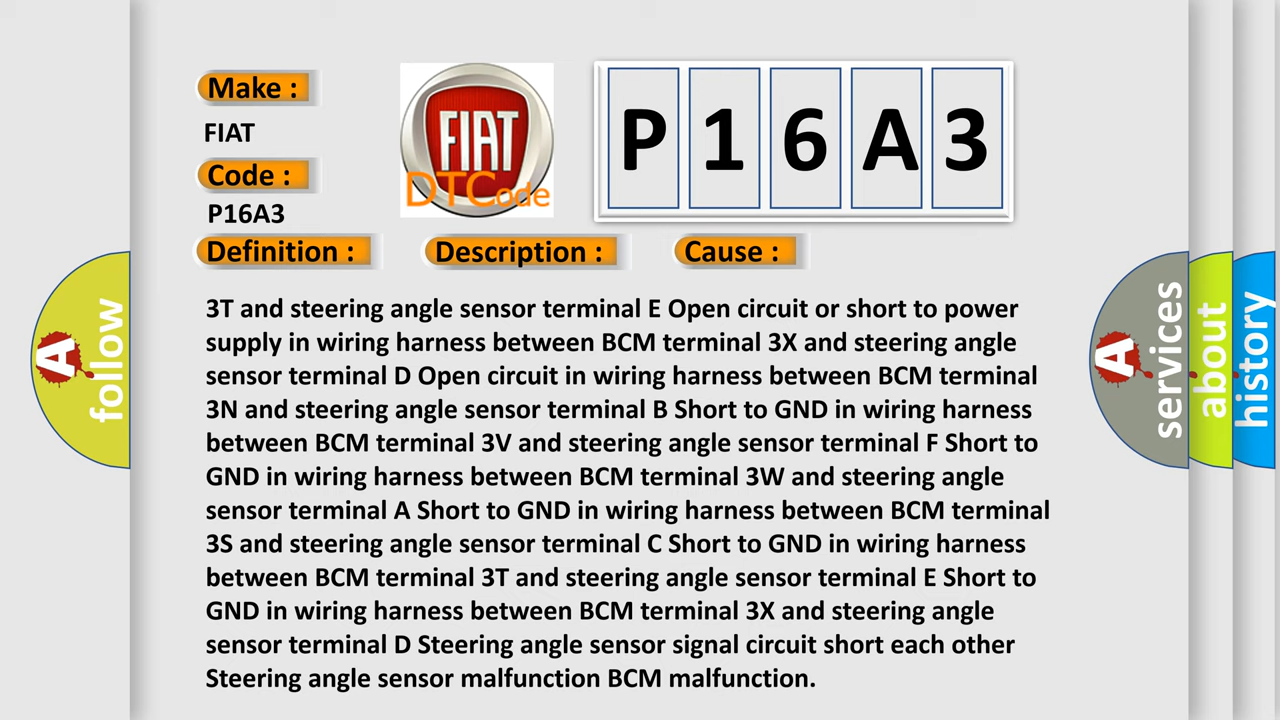 Make :
FIAT
Code :
P16A3
FIAT
DTCode
P16A3
Definition :
Description :
Cause :
3T and steering angle sensor terminal E Open circuit or short to power
supply in wiring harness between BCM terminal 3X and steering angle
sensor terminal D Open circuit in wiring harness between BCM terminal
3N and steering angle sensor terminal B Short to GND in wiring harness
between BCM terminal 3V and steering angle sensor terminal F Short to
GND in wiring harness between BCM terminal 3W and steering angle
sensor terminal A Short to GND in wiring harness between BCM terminal
3S and steering angle sensor terminal C Short to GND in wiring harness
between BCM terminal 3T and steering angle sensor terminal E Short to
GND in wiring harness between BCM terminal 3X and steering angle
sensor terminal D Steering angle sensor signal circuit short each other
Steering angle sensor malfunction BCM malfunction.
A
follow
A
services
about
history